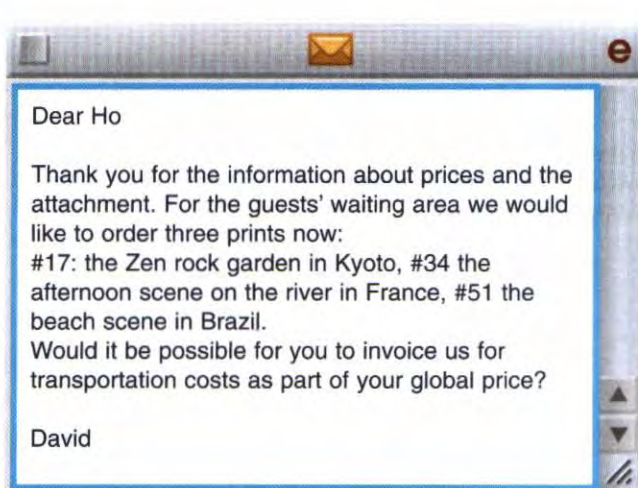 e
Dear Ho
Thank you for the information about prices and the
attachment. For the guests' waiting area we would
like to order three prints now:
#17: the Zen rock garden in Kyoto, #34 the
afternoon scene on the river in France, #51 the
beach scene in Brazil.
Would it be possible for you to invoice us for
transportation costs as part of your global price?
David